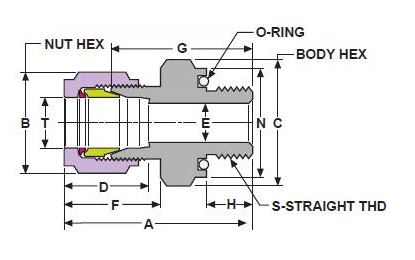 O-RING
G
NUT HEX
BODY HEX
B
T
E
N
C
D
F
H
A
S-STRAIGHT THD